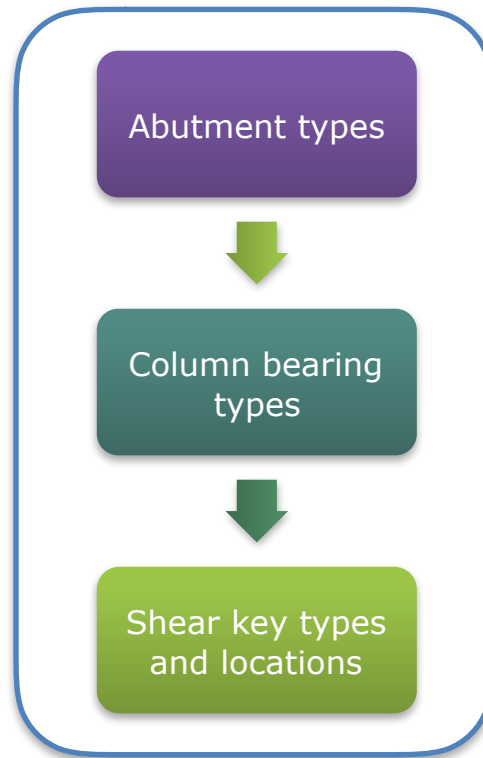 Abutment types
Column bearing
types
Shear key types
and locations